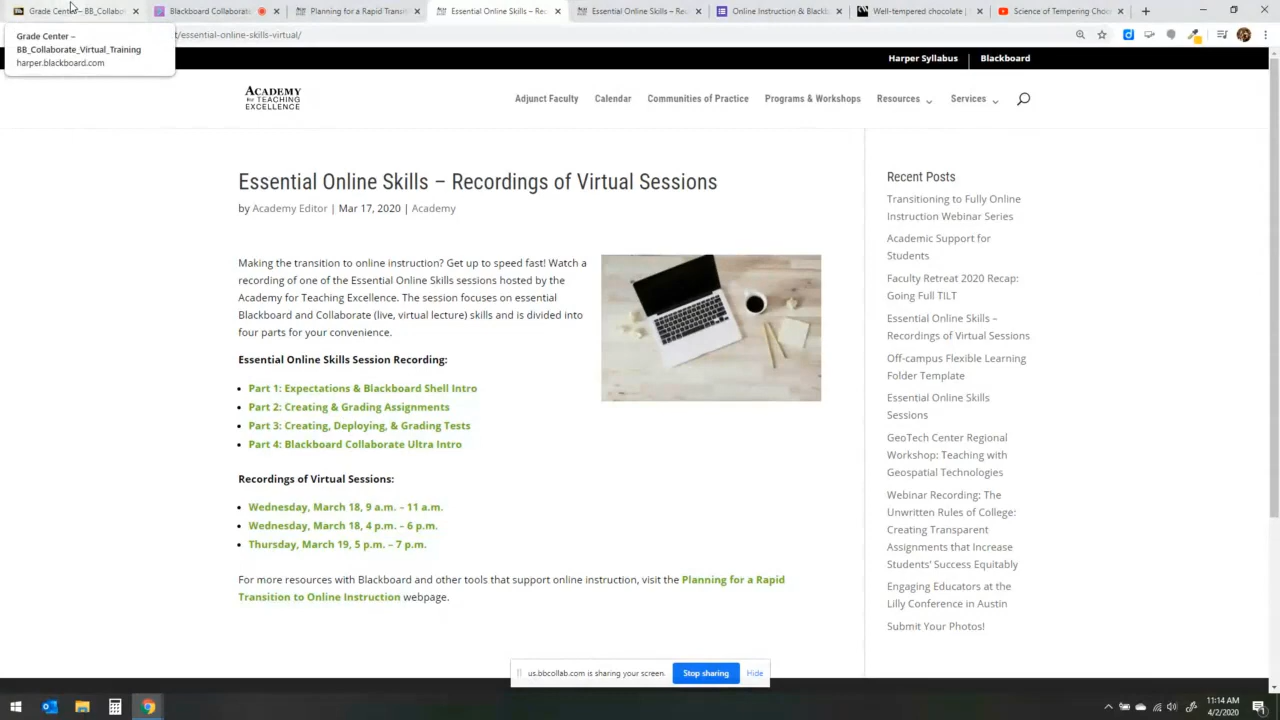 Grade Center – BB_Collabo
Blackboard Collaborate
Planning for a Rapid Transit
Essential Online Skills – Rec
Essential Online Skills – Re
Online Instruction & Blackb
Well-tempered chocolate |
Science of Tempering Choc
Grade Center –
BB_Collaborate_Virtual_Training
harper.blackboard.com
t/essential-online-skills-virtual/
Harper Syllabus
Blackboard
ACADEMY
for TEACHING
EXCELLENCE
Adjunct Faculty
Calendar
Communities of Practice
Programs & Workshops
Resources
Services
Essential Online Skills – Recordings of Virtual Sessions
by Academy Editor | Mar 17, 2020 | Academy
Making the transition to online instruction? Get up to speed fast! Watch a
recording of one of the Essential Online Skills sessions hosted by the
Academy for Teaching Excellence. The session focuses on essential
Blackboard and Collaborate (live, virtual lecture) skills and is divided into
four parts for your convenience.
Essential Online Skills Session Recording:
• Part 1: Expectations & Blackboard Shell Intro
• Part 2: Creating & Grading Assignments
• Part 3: Creating, Deploying, & Grading Tests
• Part 4: Blackboard Collaborate Ultra Intro
Recordings of Virtual Sessions:
• Wednesday, March 18, 9 a.m. – 11 a.m.
• Wednesday, March 18, 4 p.m. – 6 p.m.
• Thursday, March 19, 5 p.m. – 7 p.m.
For more resources with Blackboard and other tools that support online instruction, visit the Planning for a Rapid
Transition to Online Instruction webpage.
Recent Posts
Transitioning to Fully Online
Instruction Webinar Series
Academic Support for
Students
Faculty Retreat 2020 Recap:
Going Full TILT
Essential Online Skills –
Recordings of Virtual Sessions
Off-campus Flexible Learning
Folder Template
Essential Online Skills
Sessions
GeoTech Center Regional
Workshop: Teaching with
Geospatial Technologies
Webinar Recording: The
Unwritten Rules of College:
Creating Transparent
Assignments that Increase
Students' Success Equitably
Engaging Educators at the
Lilly Conference in Austin
Submit Your Photos!
us.bbcollab.com is sharing your screen.
Stop sharing
Hide
11:14 AM
4/2/2020